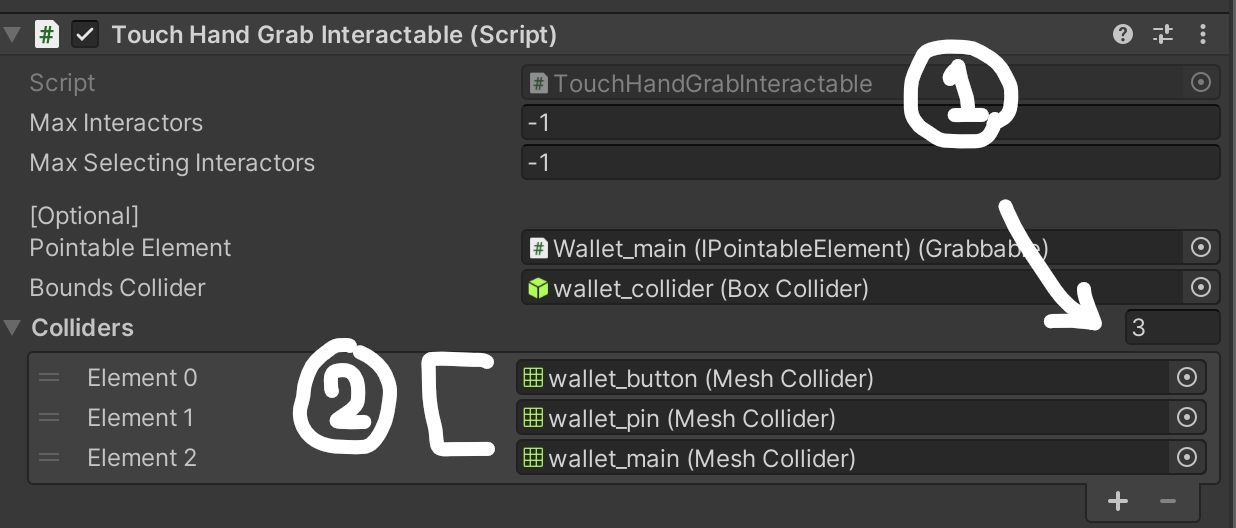 Touch Hand Grab Interactable (Script)
Script # TouchHandGrabInteractable
1
Max Interactors -1
Max Selecting Interactors -1
[Optional]
Pointable Element # Wallet_main (IPointableElement) (Grabbable)
Bounds Collider wallet_collider (Box Collider)
Colliders 3
2
Element 0 wallet_button (Mesh Collider)
Element 1 wallet_pin (Mesh Collider)
Element 2 wallet_main (Mesh Collider)